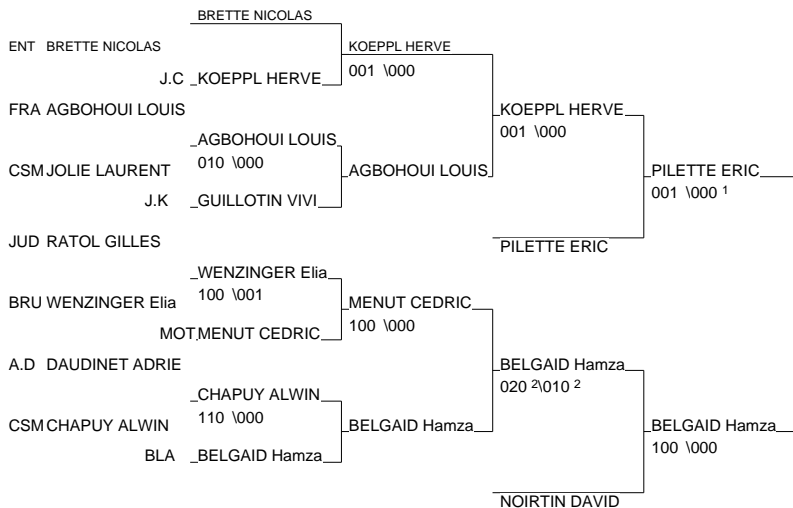 BRETTE NICOLAS
ENT BRETTE NICOLAS KOEPPL HERVE
001 \000
J.C KOEPPL HERVE
FRA AGBOHOUI LOUIS KOEPPL HERVE
001 \000
AGBOHOUI LOUIS
010 \000
CSM JOLIE LAURENT AGBOHOUI LOUIS PILETTE ERIC
001 \000 1
J.K GUILLOTIN VIVI
JUD RATOL GILLES PILETTE ERIC
WENZINGER Elia
100 \001
BRU WENZINGER Elia MENUT CEDRIC
100 \000
MOT MENUT CEDRIC
A.D DAUDINET ADRIE BELGAID Hamza
020 2\010 2
CHAPUY ALWIN
110 \000
CSM CHAPUY ALWIN BELGAID Hamza BELGAID Hamza
100 \000
BLA BELGAID Hamza
NOIRTIN DAVID